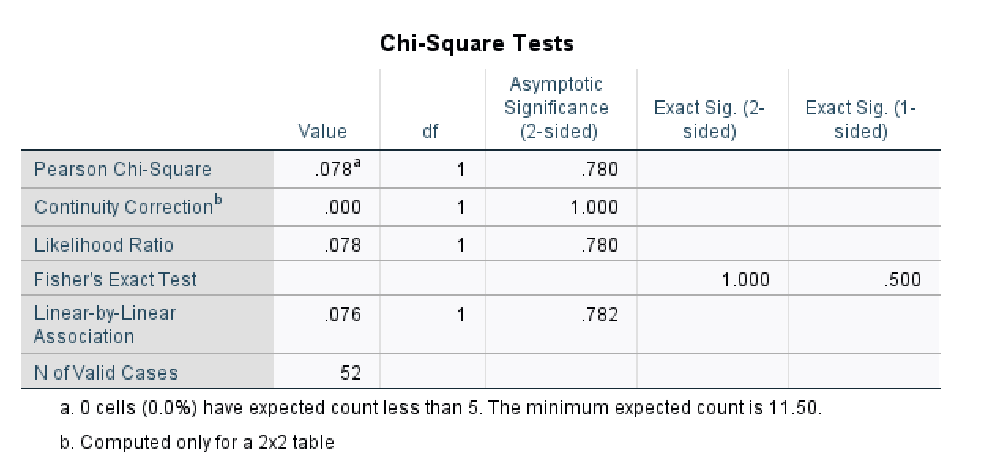 Chi-Square Tests
Value df Asymptotic Significance (2-sided) Exact Sig. (2-sided) Exact Sig. (1-sided)
Pearson Chi-Square .078a 1 .780
Continuity Correctionb .000 1 1.000
Likelihood Ratio .078 1 .780
Fisher's Exact Test 1.000 .500
Linear-by-Linear Association .076 1 .782
N of Valid Cases 52
a. 0 cells (0.0%) have expected count less than 5. The minimum expected count is 11.50.
b. Computed only for a 2x2 table